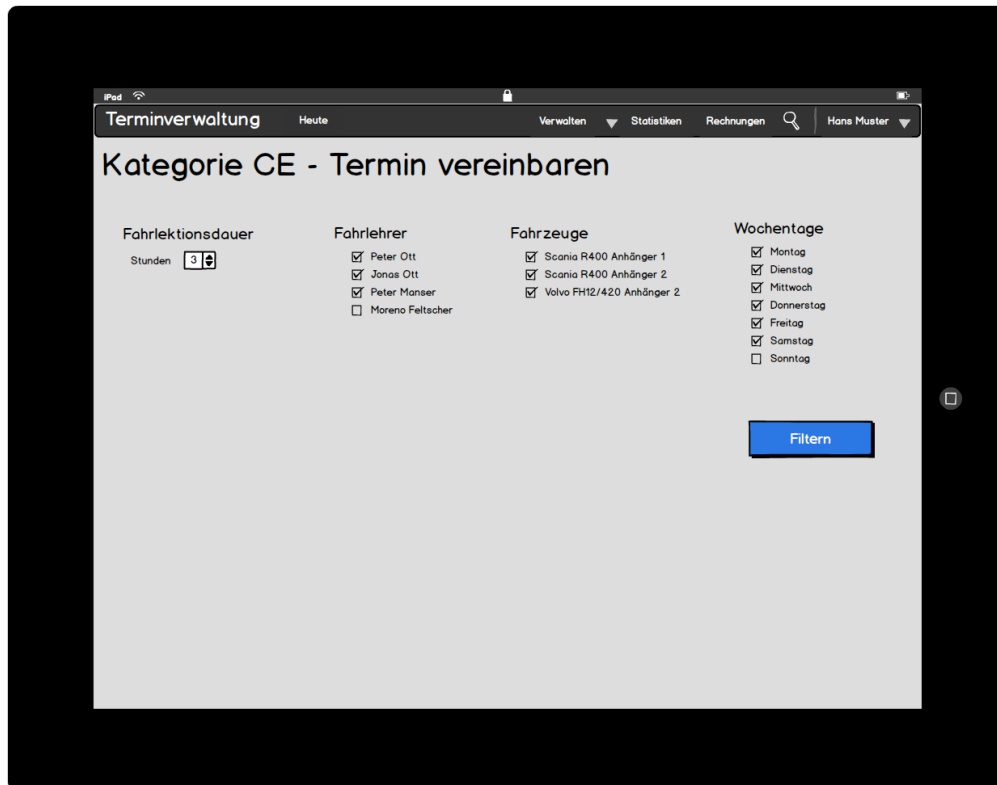 iPad
Terminverwaltung Heute Verwalten Statistiken Rechnungen Hans Muster
Kategorie CE - Termin vereinbaren
Fahrlektionsdauer
Stunden 3
Fahrlehrer
Peter Ott
Jonas Ott
Peter Manser
Moreno Feltscher
Fahrzeuge
Scania R400 Anhänger 1
Scania R400 Anhänger 2
Volvo FH12/420 Anhänger 2
Wochentage
Montag
Dienstag
Mittwoch
Donnerstag
Freitag
Samstag
Sonntag
Filtern